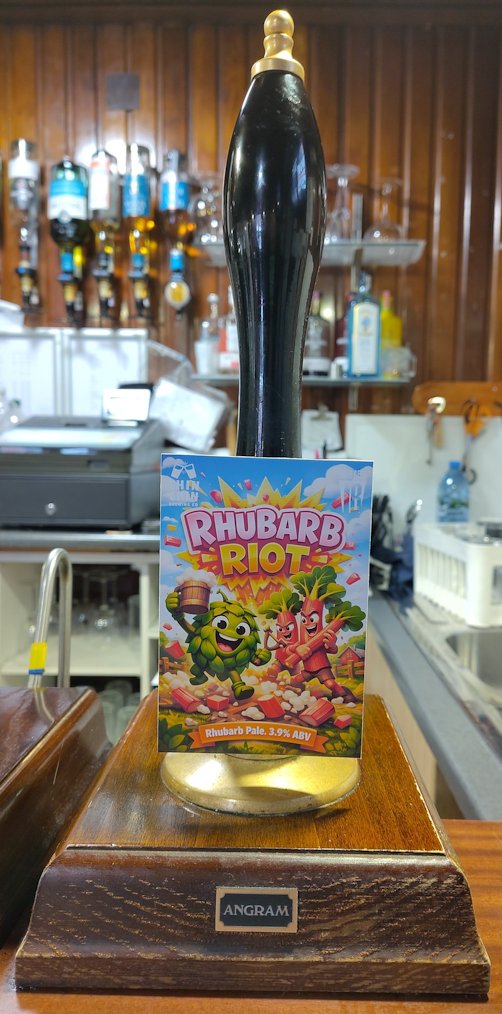 RHUBARB
RIOT
Rhubarb Pale. 3.9% ABV
ANGRAM